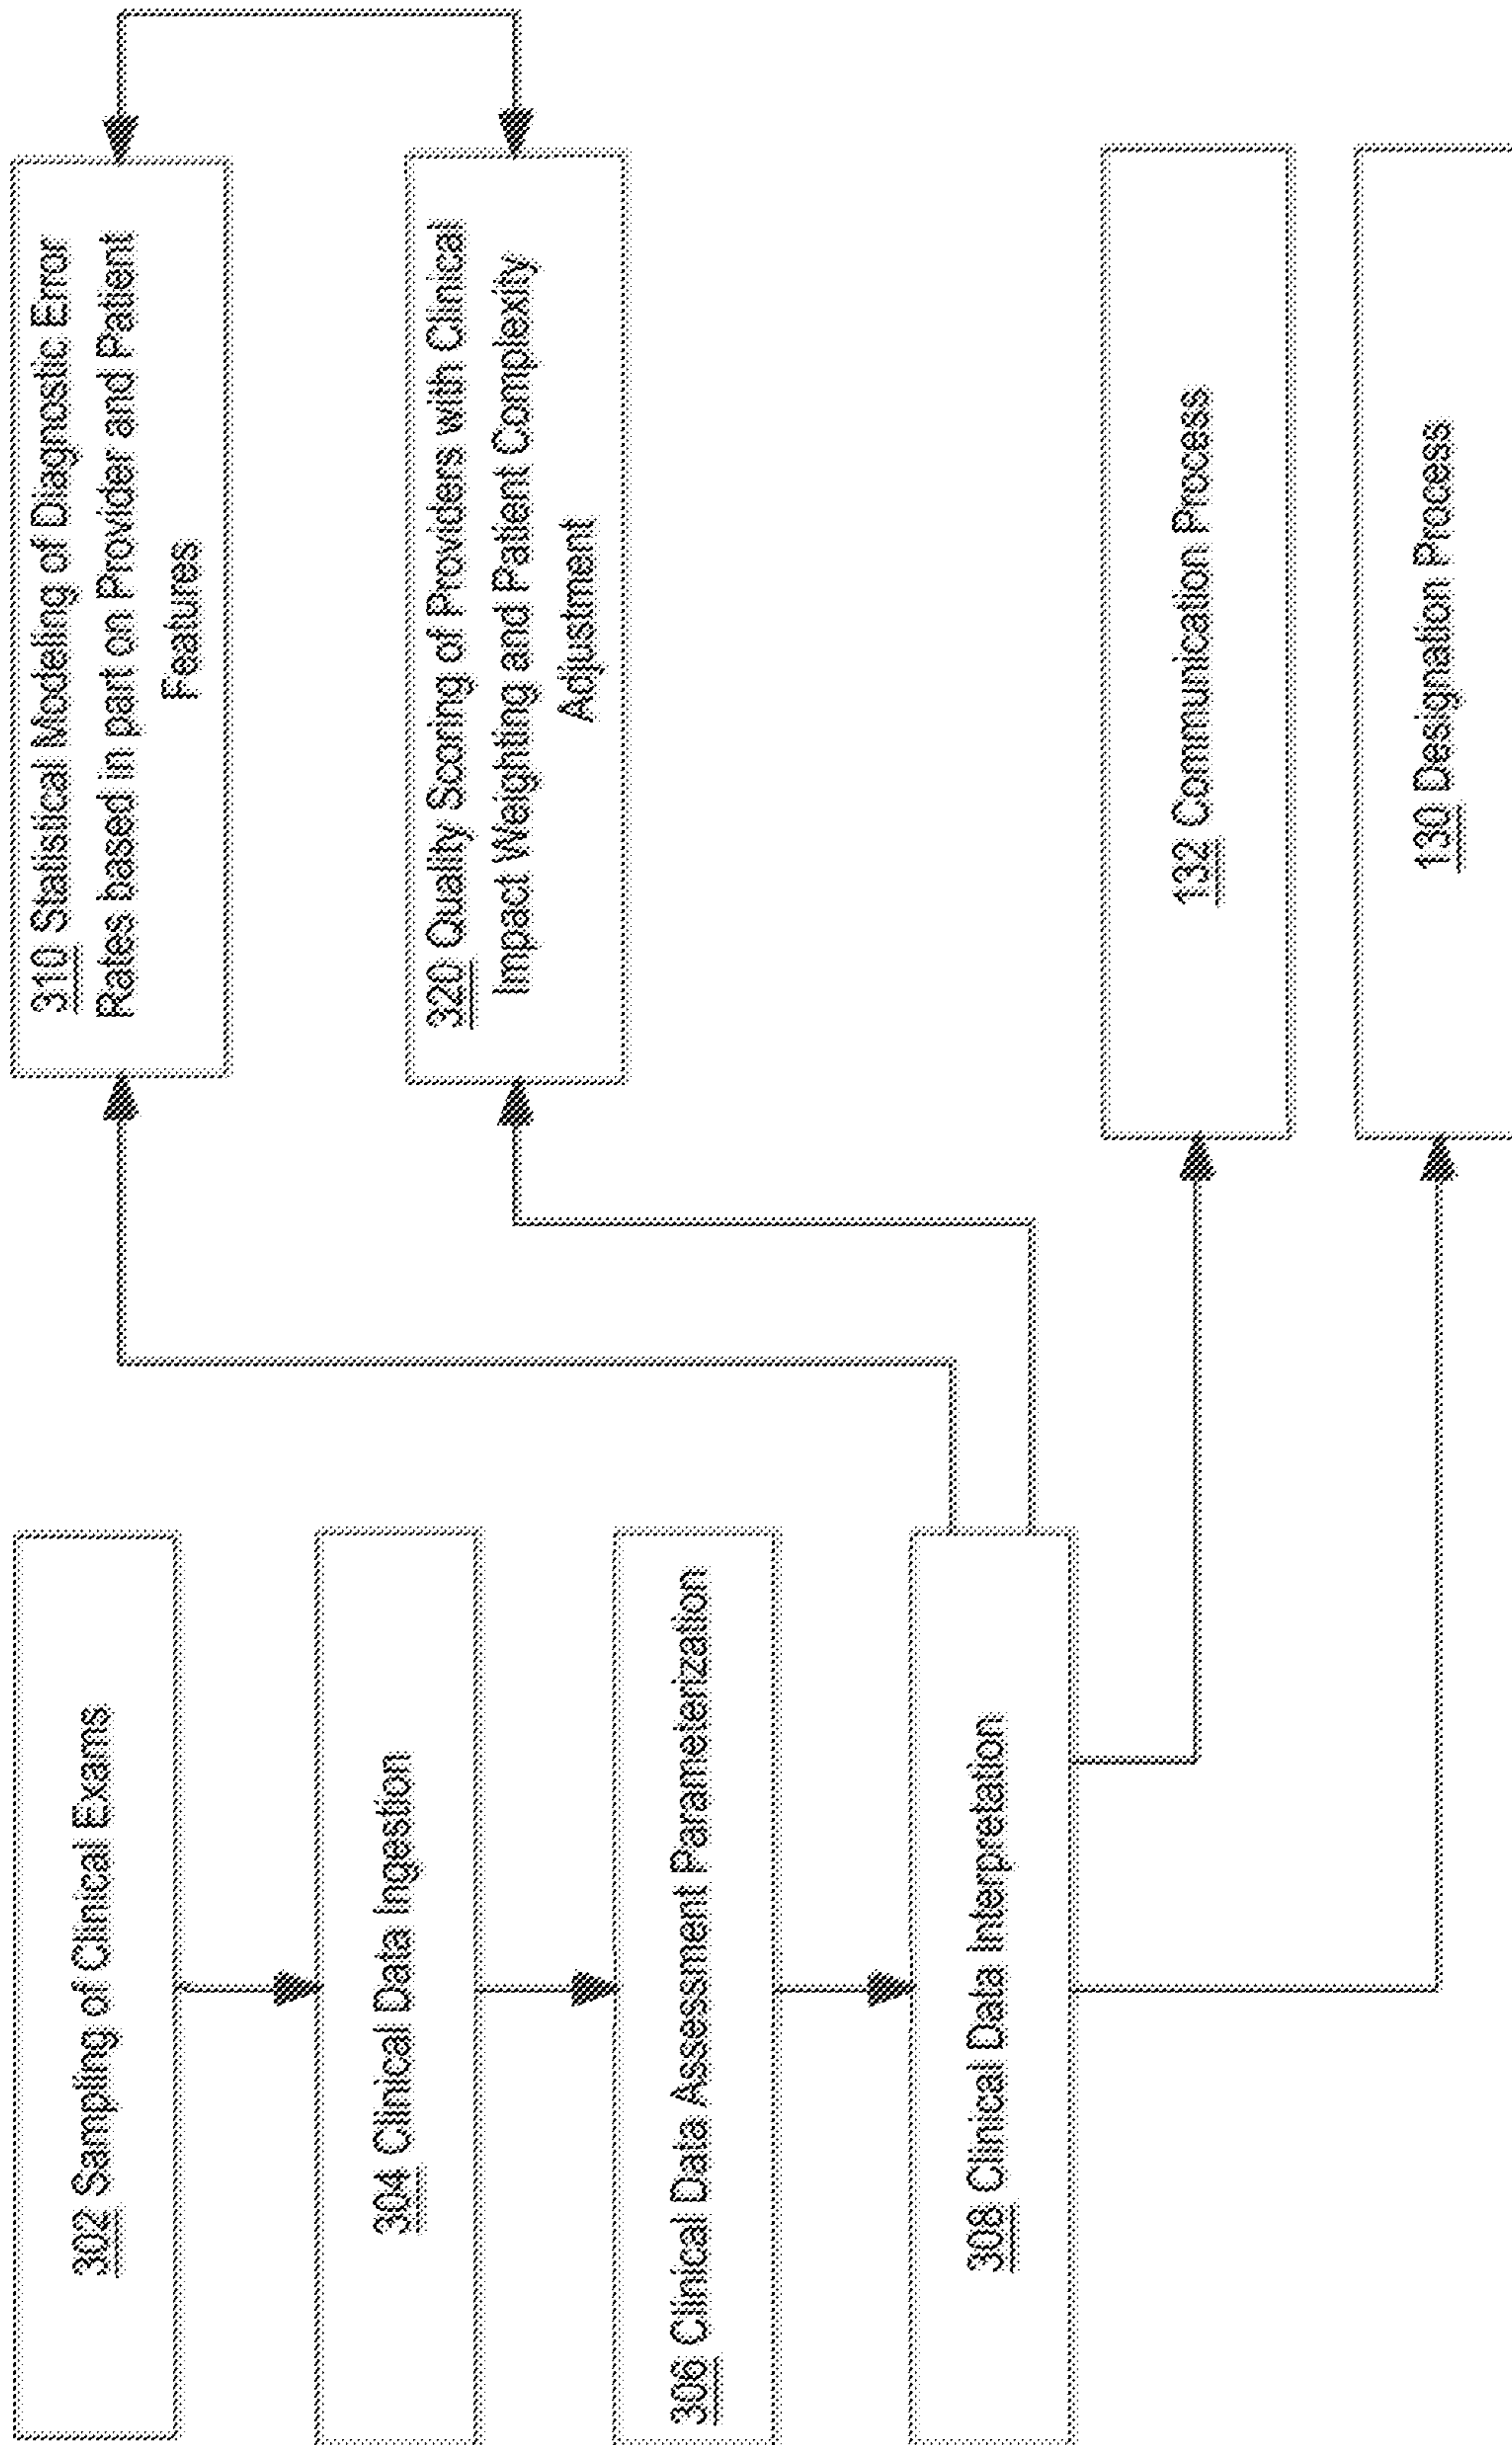 302 Sampling of Clinical Exams
304 Clinical Data Ingestion
306 Clinical Data Assessment Parameterization
308 Clinical Data Interpretation
310 Statistical Modeling of Diagnostic Error
Rates based in part on Provider and Patient
Features
320 Quality Scoring of Providers with Clinical
Impact Weighting and Patient Complexity
Adjustment
132 Communication Process
130 Designation Process